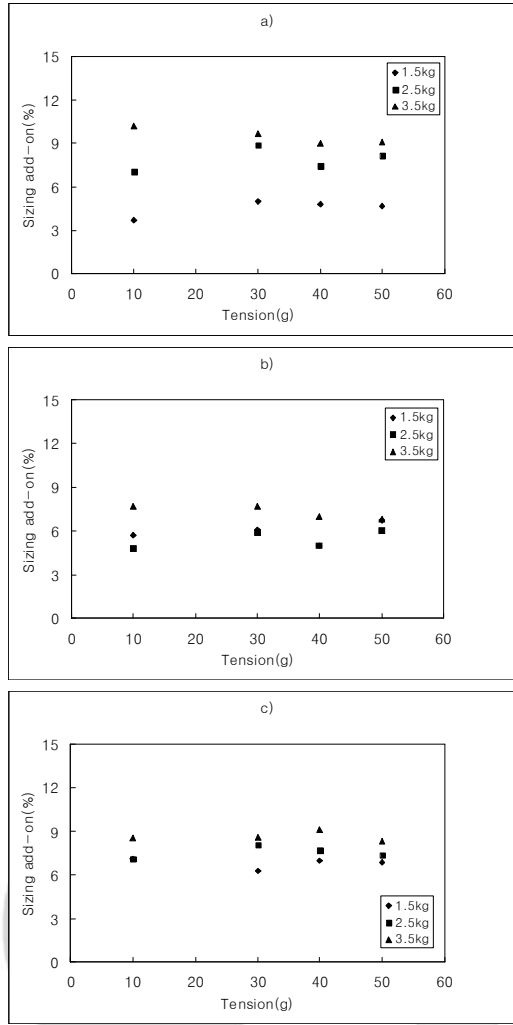 a)
15
12
9
6
3
0
Sizing add-on(%)
1.5kg
2.5kg
3.5kg
0 10 20 30 40 50 60
Tension(g)
b)
15
12
9
6
3
0
Sizing add-on(%)
1.5kg
2.5kg
3.5kg
0 10 20 30 40 50 60
Tension(g)
c)
15
12
9
6
3
0
Sizing add-on(%)
1.5kg
2.5kg
3.5kg
0 10 20 30 40 50 60
Tension(g)